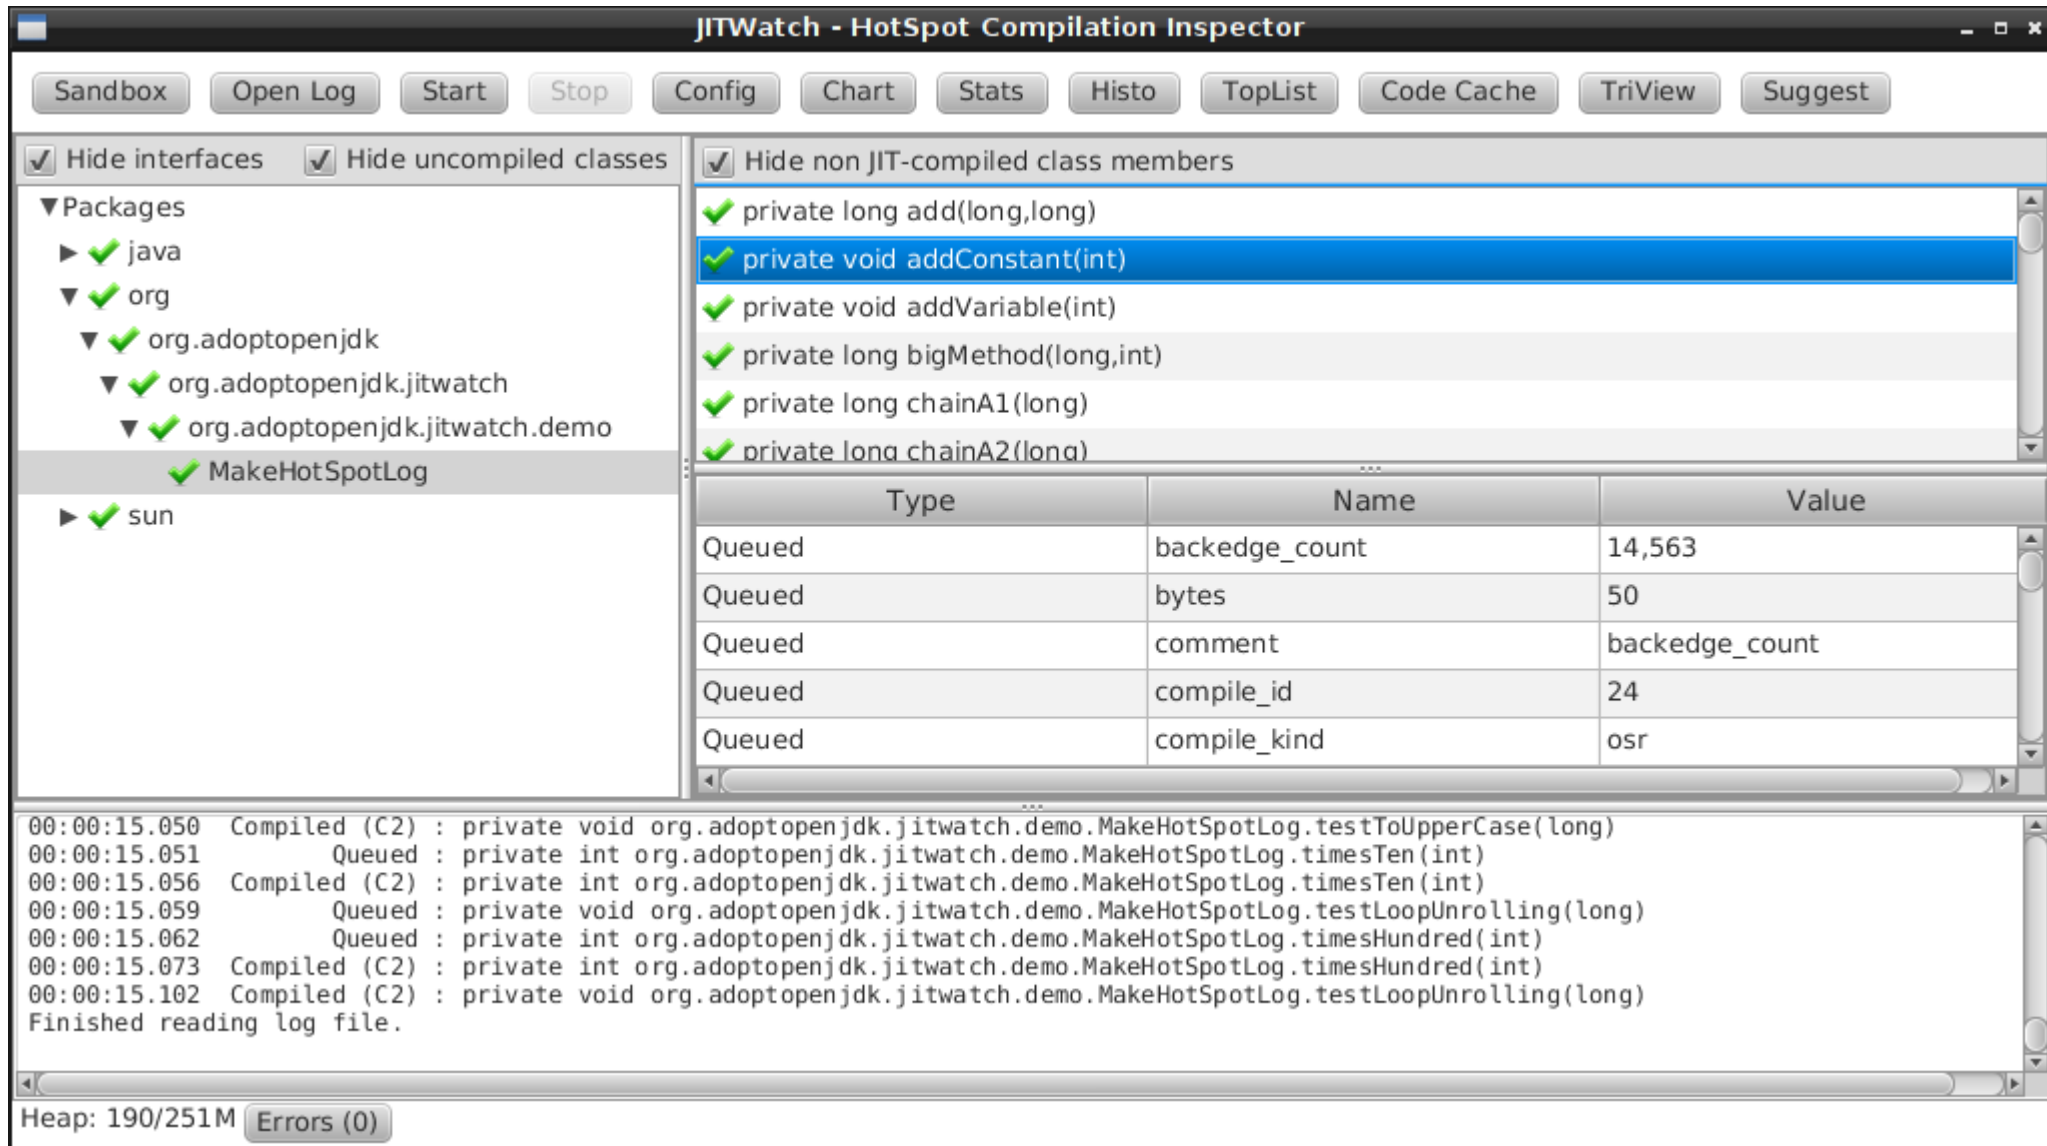 JITWatch - HotSpot Compilation Inspector
Sandbox Open Log Start Stop Config Chart Stats Histo TopList Code Cache TriView Suggest
Hide interfaces Hide uncompiled classes
Packages
java
org
org.adoptopenjdk
org.adoptopenjdk.jitwatch
org.adoptopenjdk.jitwatch.demo
MakeHotSpotLog
sun
Hide non JIT-compiled class members
private long add(long,long)
private void addConstant(int)
private void addVariable(int)
private long bigMethod(long,int)
private long chainA1(long)
private long chainA2(long)
Type Name Value
Queued backedge_count 14,563
Queued bytes 50
Queued comment backedge_count
Queued compile_id 24
Queued compile_kind osr
00:00:15.050 Compiled (C2) : private void org.adoptopenjdk.jitwatch.demo.MakeHotSpotLog.testToUpperCase(long)
00:00:15.051 Queued : private int org.adoptopenjdk.jitwatch.demo.MakeHotSpotLog.timesTen(int)
00:00:15.056 Compiled (C2) : private int org.adoptopenjdk.jitwatch.demo.MakeHotSpotLog.timesTen(int)
00:00:15.059 Queued : private void org.adoptopenjdk.jitwatch.demo.MakeHotSpotLog.testLoopUnrolling(long)
00:00:15.062 Queued : private int org.adoptopenjdk.jitwatch.demo.MakeHotSpotLog.timesHundred(int)
00:00:15.073 Compiled (C2) : private int org.adoptopenjdk.jitwatch.demo.MakeHotSpotLog.timesHundred(int)
00:00:15.102 Compiled (C2) : private void org.adoptopenjdk.jitwatch.demo.MakeHotSpotLog.testLoopUnrolling(long)
Finished reading log file.
Heap: 190/251M Errors (0)